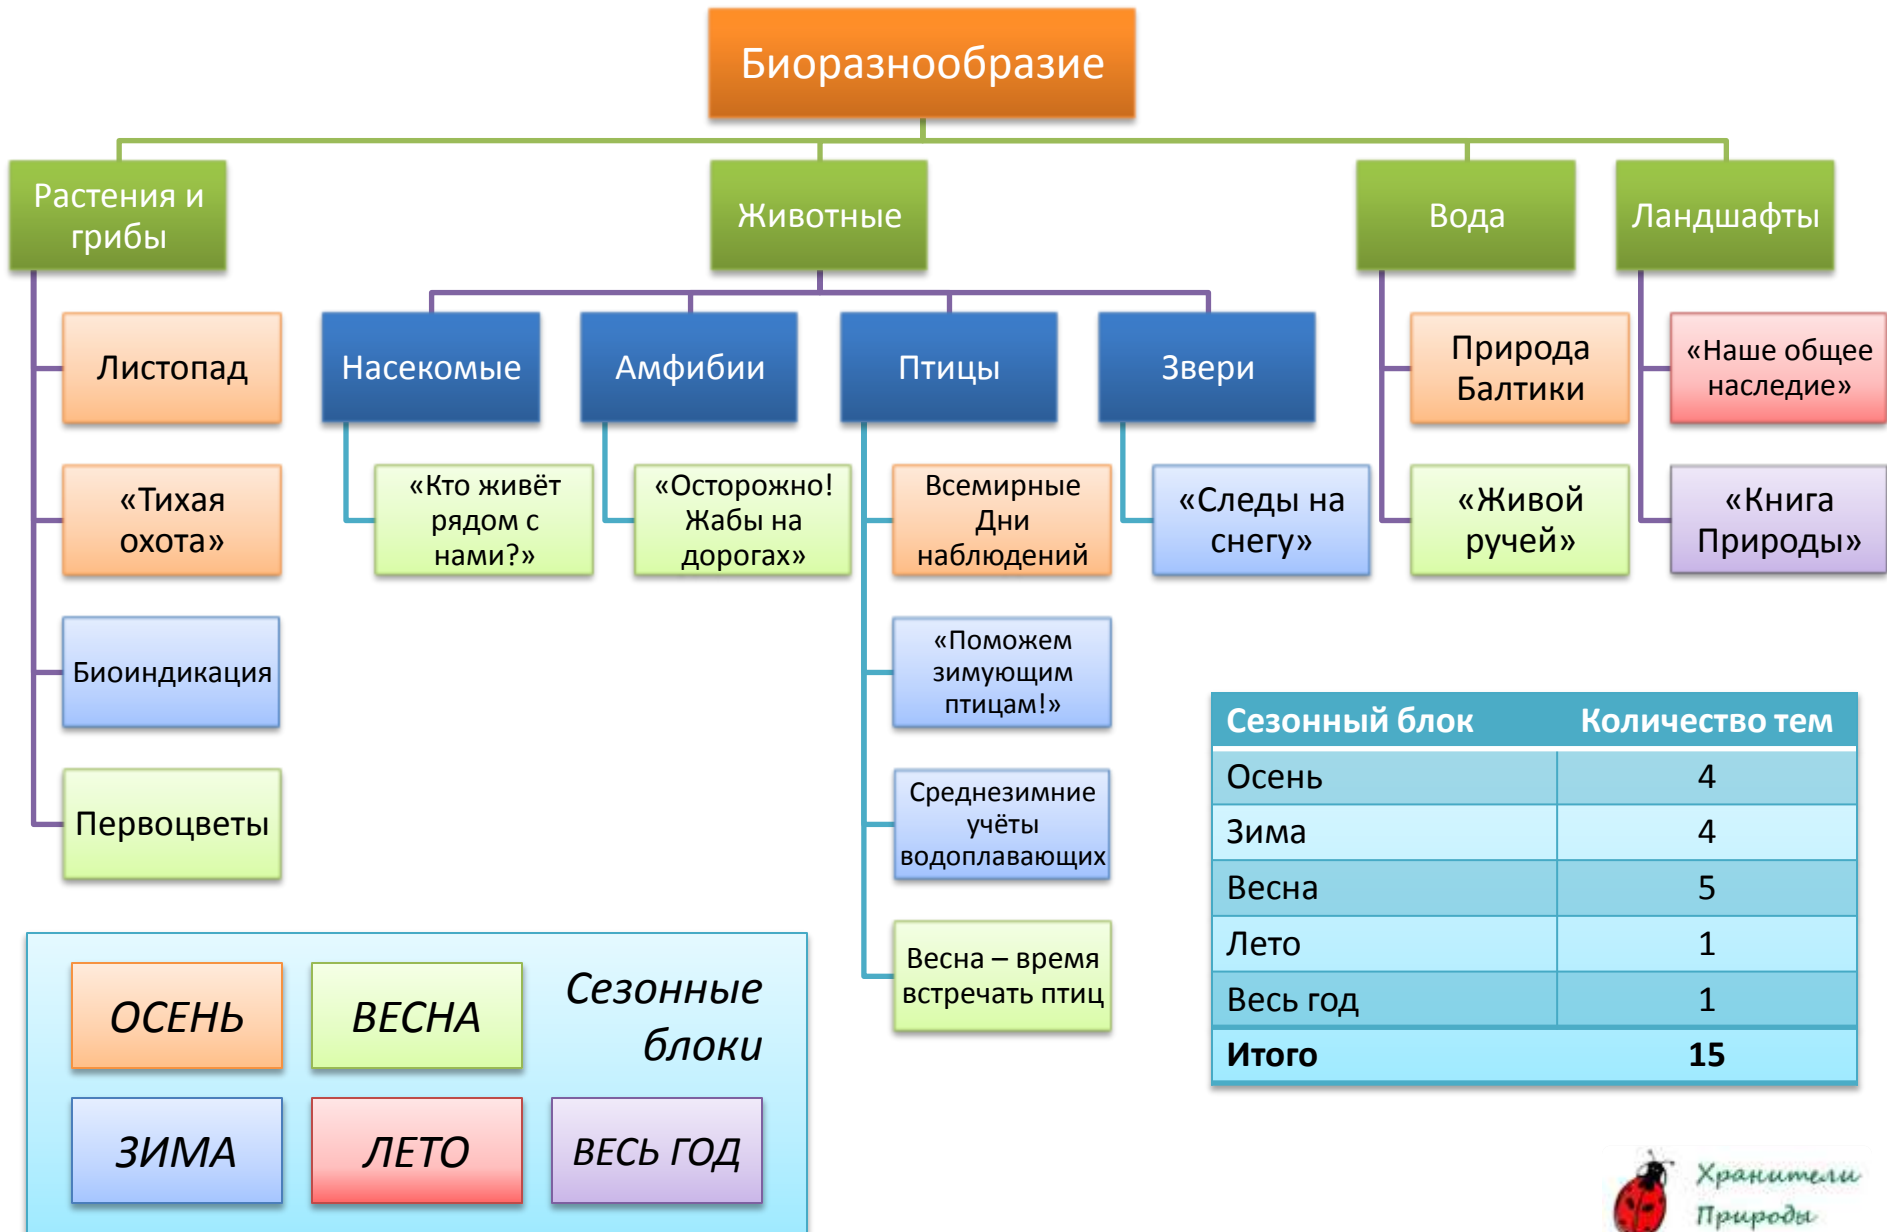 Биоразнообразие
Растения и
грибы
Животные
Вода
Ландшафты
Листопад
«Тихая
охота»
Биоиндикация
Первоцветы
Насекомые
Амфибии
Птицы
Звери
«Кто живёт
рядом с
нами?»
«Осторожно!
Жабы на
дорогах»
Всемирные
Дни
наблюдений
«Поможем
зимующим
птицам!»
Среднезимние
учёты
водоплавающих
Весна – время
встречать птиц
«Следы на
снегу»
Природа
Балтики
«Живой
ручей»
«Наше общее
наследие»
«Книга
Природы»
Сезонный блок Количество тем
Осень 4
Зима 4
Весна 5
Лето 1
Весь год 1
Итого 15
Сезонные
блоки
ОСЕНЬ ВЕСНА
ЗИМА ЛЕТО ВЕСЬ ГОД
Хранители
Природы